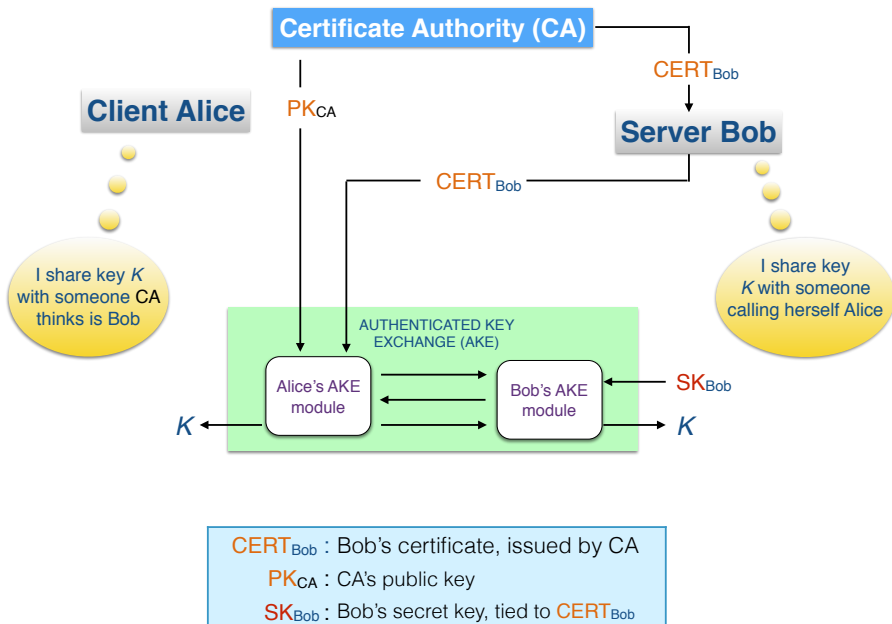 Certificate Authority (CA)
CERTBob
Client Alice
PKCA
Server Bob
CERTBob
I share key K
with someone CA
thinks is Bob
I share key
K with someone
calling herself Alice
AUTHENTICATED KEY
EXCHANGE (AKE)
Alice's AKE
module
Bob's AKE
module
SKBob
K
K
CERTBob : Bob's certificate, issued by CA
PKCA : CA's public key
SKBob : Bob's secret key, tied to CERTBob